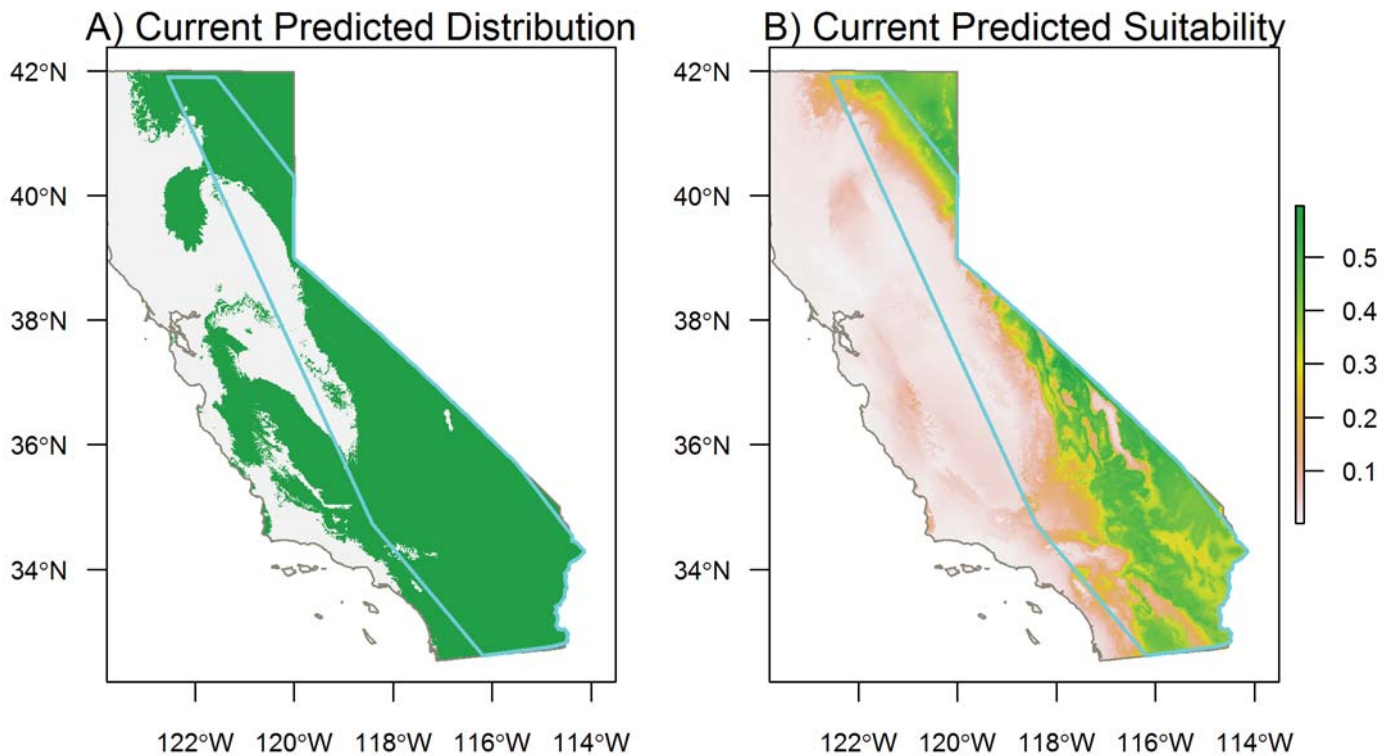 A) Current Predicted Distribution
B) Current Predicted Suitability
42°N
40°N
38°N
36°N
34°N
122°W 120°W 118°W 116°W 114°W
42°N
40°N
38°N
36°N
34°N
122°W 120°W 118°W 116°W 114°W
0.5
0.4
0.3
0.2
0.1